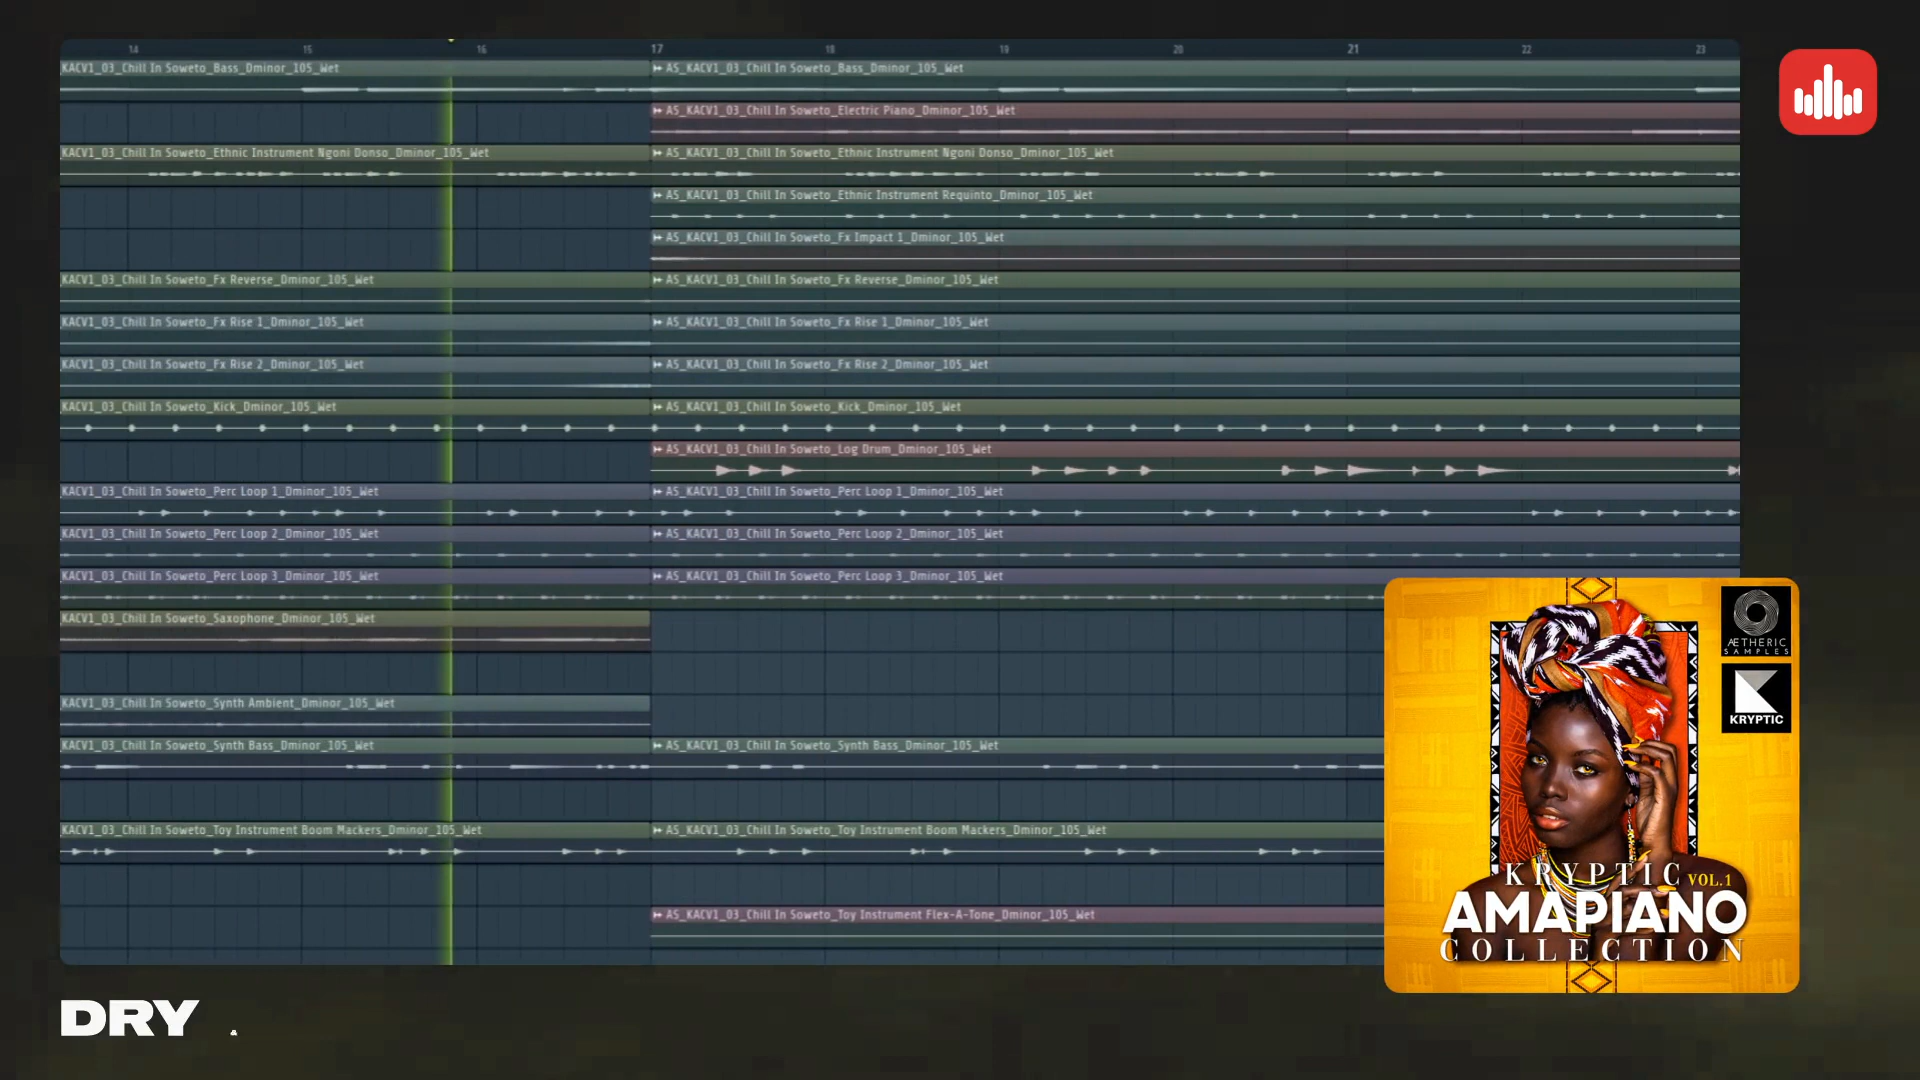 14 15 16 17 18 19 20 21 22 23
KACV1_03_Chill In Soweto_Bass_Dminor_105_Wet AS_KACV1_03_Chill In Soweto_Bass_Dminor_105_Wet
AS_KACV1_03_Chill In Soweto_Electric Piano_Dminor_105_Wet
KACV1_03_Chill In Soweto_Ethnic Instrument Ngoni Donso_Dminor_105_Wet AS_KACV1_03_Chill In Soweto_Ethnic Instrument Ngoni Donso_Dminor_105_Wet
AS_KACV1_03_Chill In Soweto_Ethnic Instrument Requinto_Dminor_105_Wet
AS_KACV1_03_Chill In Soweto_Fx Impact 1_Dminor_105_Wet
KACV1_03_Chill In Soweto_Fx Reverse_Dminor_105_Wet AS_KACV1_03_Chill In Soweto_Fx Reverse_Dminor_105_Wet
KACV1_03_Chill In Soweto_Fx Rise 1_Dminor_105_Wet AS_KACV1_03_Chill In Soweto_Fx Rise 1_Dminor_105_Wet
KACV1_03_Chill In Soweto_Fx Rise 2_Dminor_105_Wet AS_KACV1_03_Chill In Soweto_Fx Rise 2_Dminor_105_Wet
KACV1_03_Chill In Soweto_Kick_Dminor_105_Wet AS_KACV1_03_Chill In Soweto_Kick_Dminor_105_Wet
AS_KACV1_03_Chill In Soweto_Log Drum_Dminor_105_Wet
KACV1_03_Chill In Soweto_Perc Loop 1_Dminor_105_Wet AS_KACV1_03_Chill In Soweto_Perc Loop 1_Dminor_105_Wet
KACV1_03_Chill In Soweto_Perc Loop 2_Dminor_105_Wet AS_KACV1_03_Chill In Soweto_Perc Loop 2_Dminor_105_Wet
KACV1_03_Chill In Soweto_Perc Loop 3_Dminor_105_Wet AS_KACV1_03_Chill In Soweto_Perc Loop 3_Dminor_105_Wet
KACV1_03_Chill In Soweto_Saxophone_Dminor_105_Wet
KACV1_03_Chill In Soweto_Synth Ambient_Dminor_105_Wet
KACV1_03_Chill In Soweto_Synth Bass_Dminor_105_Wet AS_KACV1_03_Chill In Soweto_Synth Bass_Dminor_105_Wet
KACV1_03_Chill In Soweto_Toy Instrument Boom Mackers_Dminor_105_Wet AS_KACV1_03_Chill In Soweto_Toy Instrument Boom Mackers_Dminor_105_Wet
AS_KACV1_03_Chill In Soweto_Toy Instrument Flex-A-Tone_Dminor_105_Wet
ÆTHERIC
SAMPLES
KRYPTIC
KRYPTIC VOL.1
AMAPIANO
COLLECTION
DRY